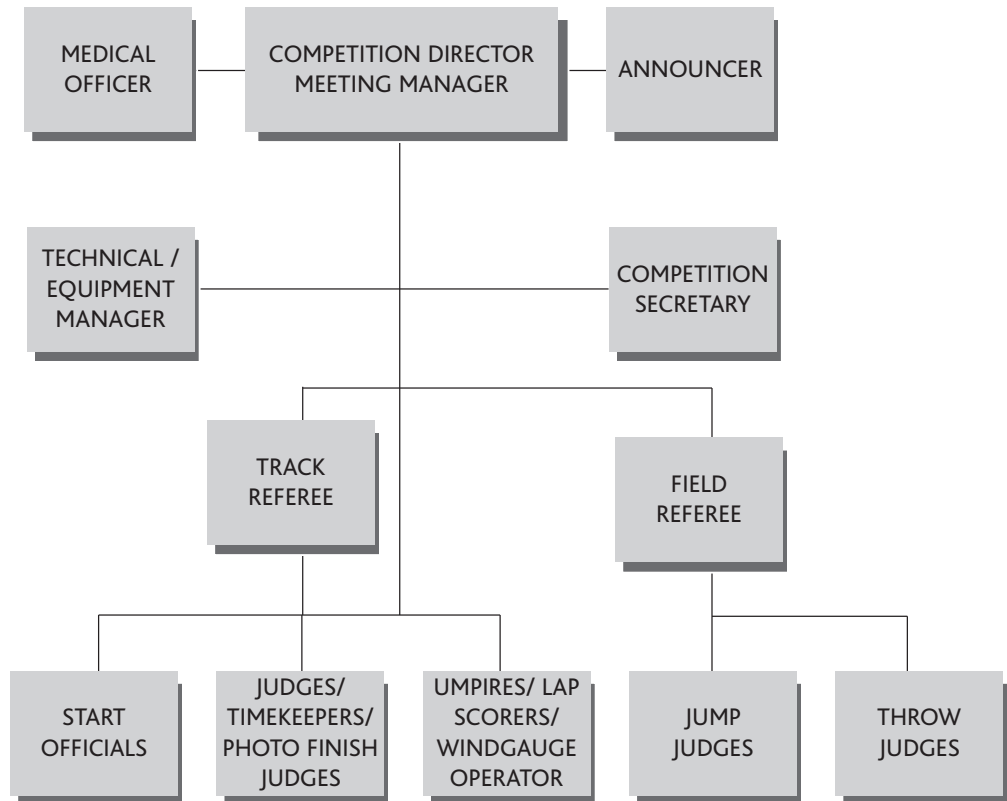 MEDICAL
OFFICER
COMPETITION DIRECTOR
MEETING MANAGER
ANNOUNCER
TECHNICAL /
EQUIPMENT
MANAGER
COMPETITION
SECRETARY
TRACK
REFEREE
FIELD
REFEREE
START
OFFICIALS
JUDGES/
TIMEKEEPERS/
PHOTO FINISH
JUDGES
UMPIRES/ LAP
SCORERS/
WINDGAUGE
OPERATOR
JUMP
JUDGES
THROW
JUDGES